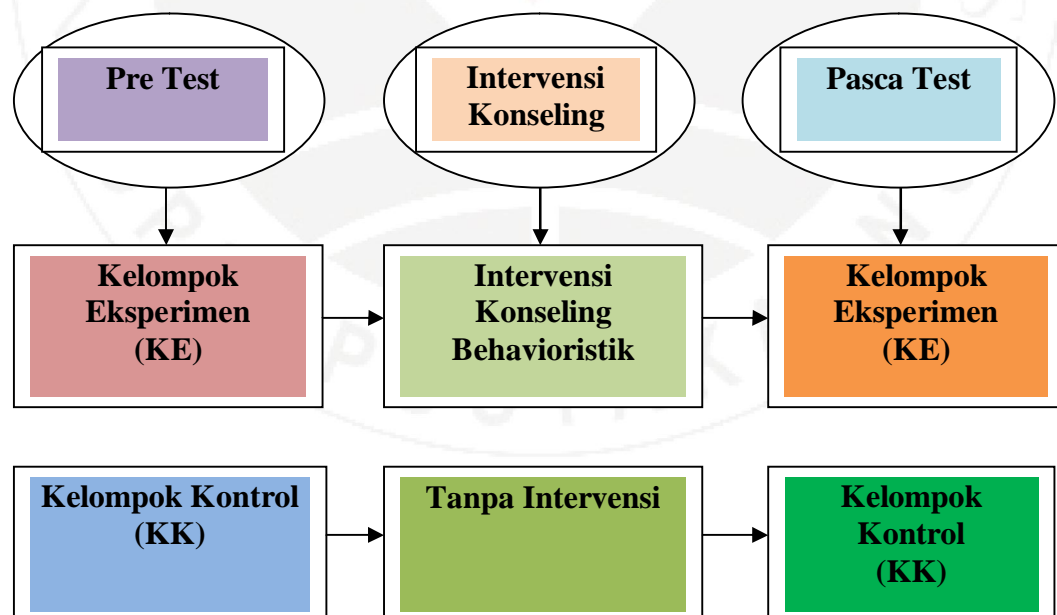 Pre Test
Intervensi
Konseling
Pasca Test
Kelompok
Eksperimen
(KE)
Intervensi
Konseling
Behavioristik
Kelompok
Eksperimen
(KE)
Kelompok Kontrol
(KK)
Tanpa Intervensi
Kelompok
Kontrol
(KK)